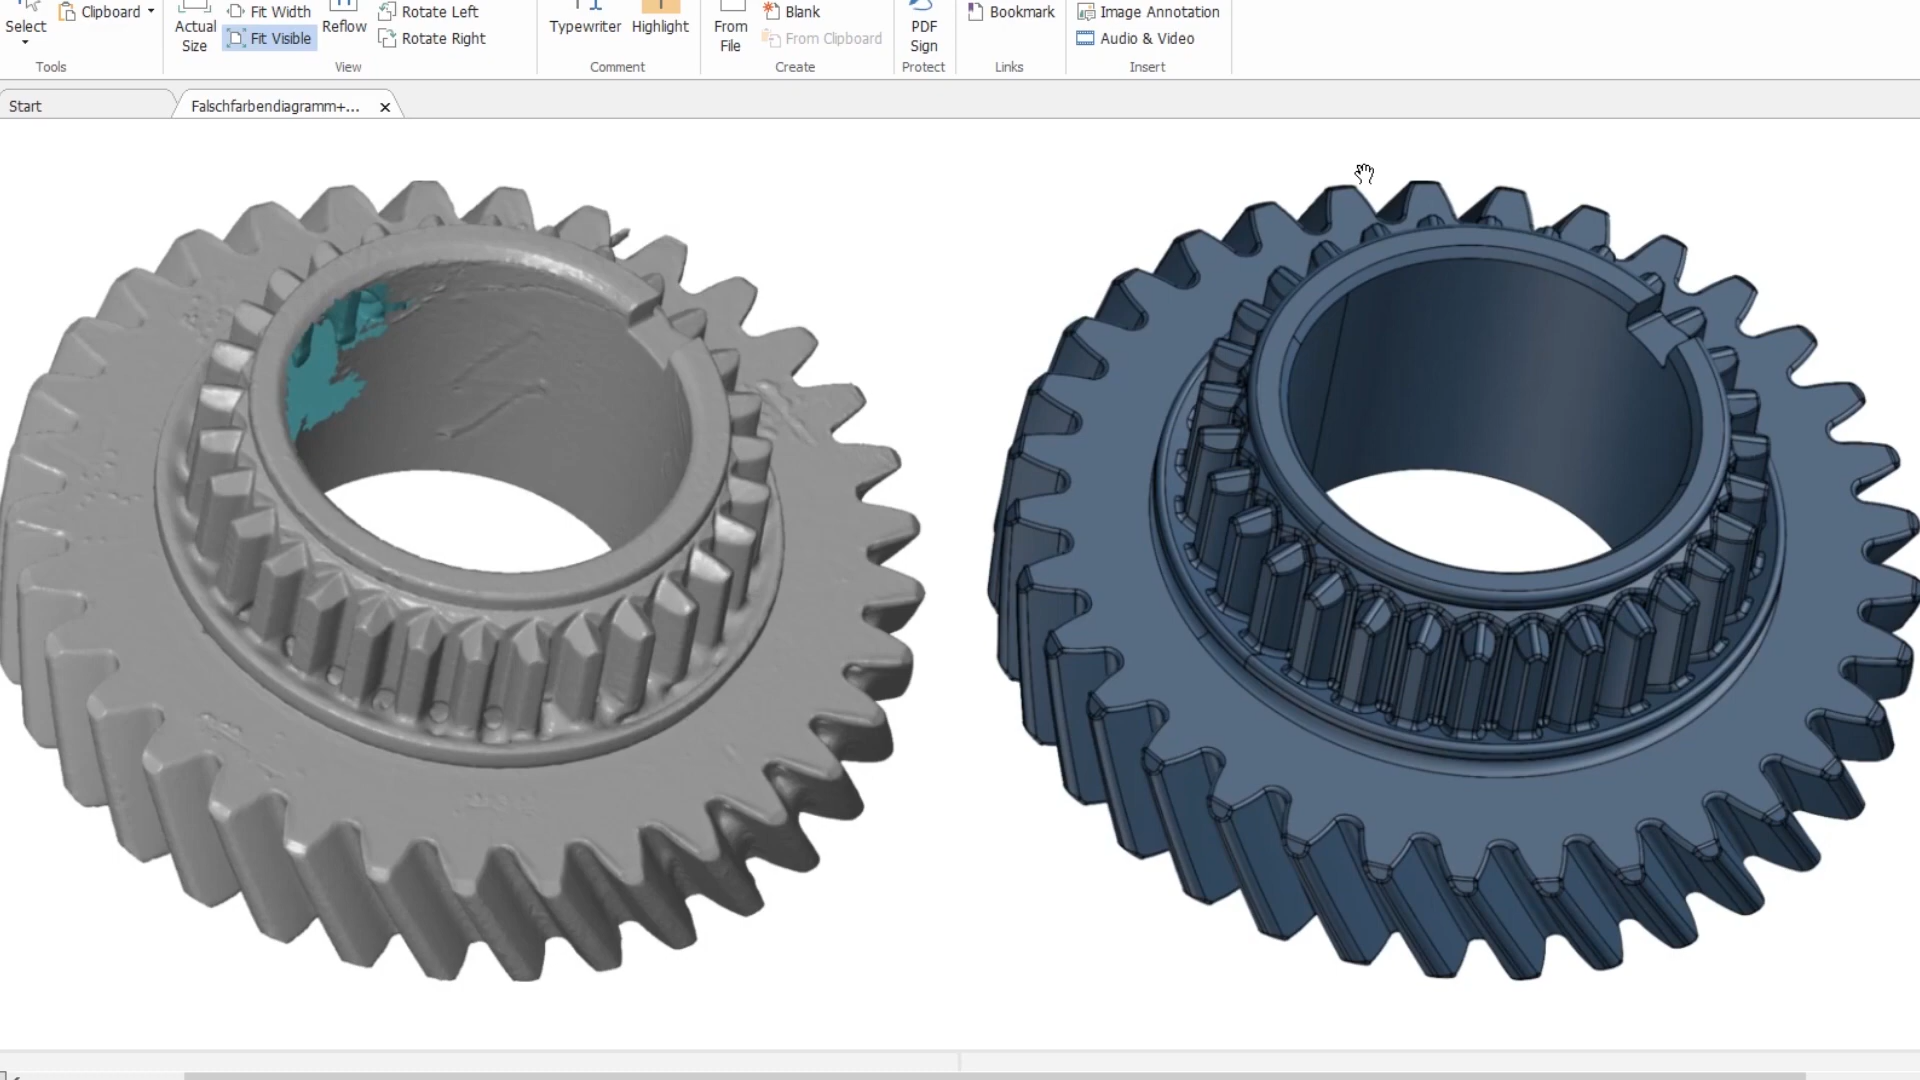 Select
Clipboard
Tools
Actual
Size
Fit Width
Fit Visible
Reflow
Rotate Left
Rotate Right
View
Typewriter
Highlight
Comment
From
File
Blank
From Clipboard
Create
PDF
Sign
Protect
Bookmark
Links
Image Annotation
Audio & Video
Insert
Start
Falschfarbendiagramm+...